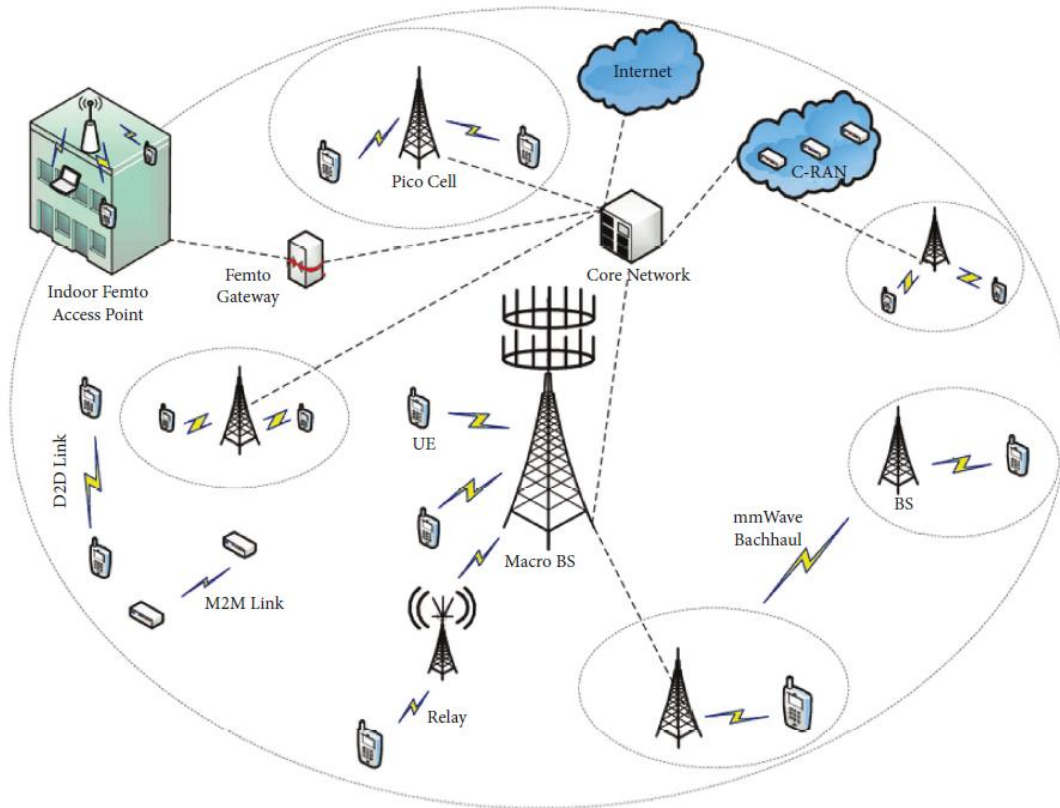 Internet
C-RAN
Pico Cell
Core Network
Femto
Gateway
Indoor Femto
Access Point
D2D Link
UE
BS
mmWave
Bachhaul
Macro BS
M2M Link
Relay